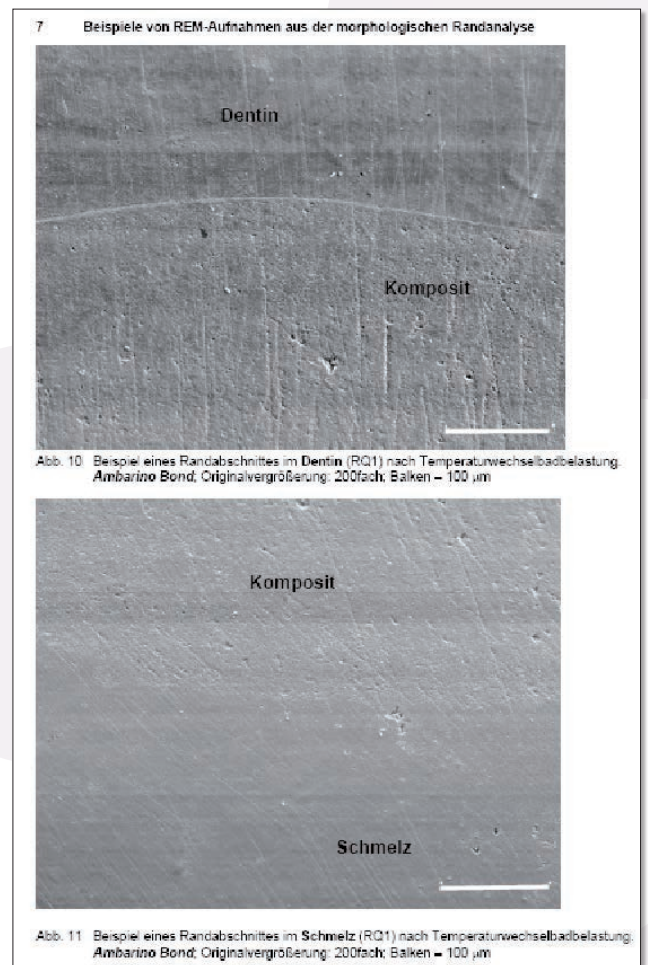 7 Beispiele von REM-Aufnahmen aus der morphologischen Randanalyse
Dentin
Komposit
Abb. 10 Beispiel eines Randabschnittes im Dentin (RQ1) nach Temperaturwechselbadbelastung.
Ambarino Bond; Originalvergrößerung: 200fach; Balken = 100 µm
Komposit
Schmelz
Abb. 11 Beispiel eines Randabschnittes im Schmelz (RQ1) nach Temperaturwechselbadbelastung.
Ambarino Bond; Originalvergrößerung: 200fach; Balken = 100 µm